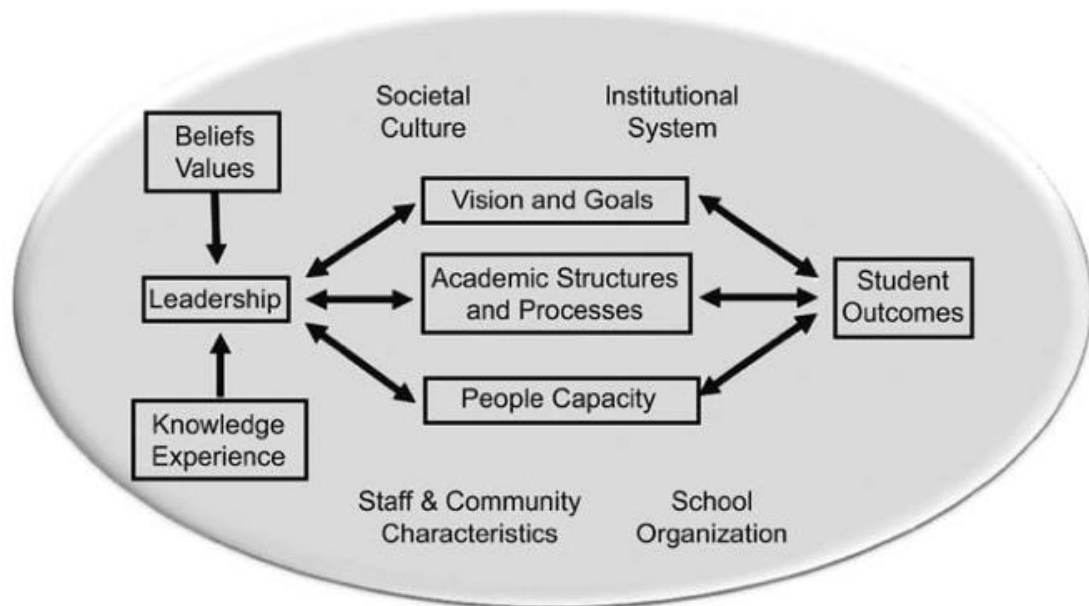 Societal
Culture
Institutional
System
Beliefs
Values
Vision and Goals
Leadership
Academic Structures
and Processes
Student
Outcomes
People Capacity
Knowledge
Experience
Staff & Community
Characteristics
School
Organization